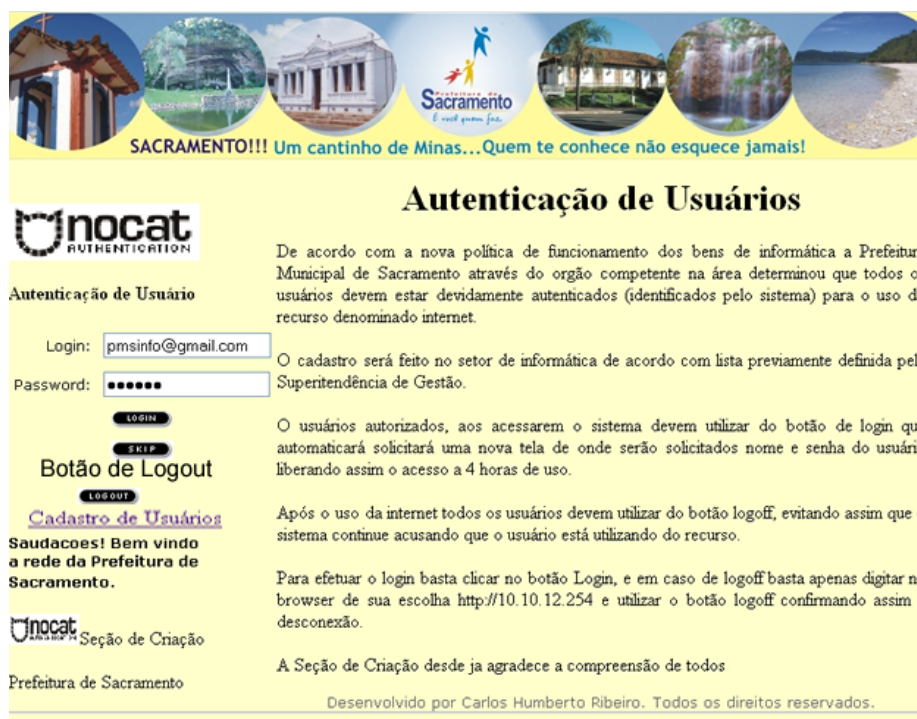 Prefeitura de
Sacramento
É você quem faz
SACRAMENTO!!! Um cantinho de Minas...Quem te conhece não esquece jamais!
nocat
AUTHENTICATION
Autenticação de Usuário
Login: pmsinfo@gmail.com
Password: ••••••
LOGIN
SKIP
Botão de Logout
LOGOUT
Cadastro de Usuários
Saudacoes! Bem vindo
a rede da Prefeitura de
Sacramento.
nocat
Seção de Criação
Prefeitura de Sacramento
Autenticação de Usuários
De acordo com a nova política de funcionamento dos bens de informática a Prefeitur
Municipal de Sacramento através do orgão competente na área determinou que todos o
usuários devem estar devidamente autenticados (identificados pelo sistema) para o uso d
recurso denominado internet.
O cadastro será feito no setor de informática de acordo com lista previamente definida pel
Superitendência de Gestão.
O usuários autorizados, aos acessarem o sistema devem utilizar do botão de login qu
automaticará solicitará uma nova tela de onde serão solicitados nome e senha do usuári
liberando assim o acesso a 4 horas de uso.
Após o uso da internet todos os usuários devem utilizar do botão logoff, evitando assim que
sistema continue acusando que o usuário está utilizando do recurso.
Para efetuar o login basta clicar no botão Login, e em caso de logoff basta apenas digitar n
browser de sua escolha http://10.10.12.254 e utilizar o botão logoff confirmando assim
desconexão.
A Seção de Criação desde ja agradece a compreensão de todos
Desenvolvido por Carlos Humberto Ribeiro. Todos os direitos reservados.